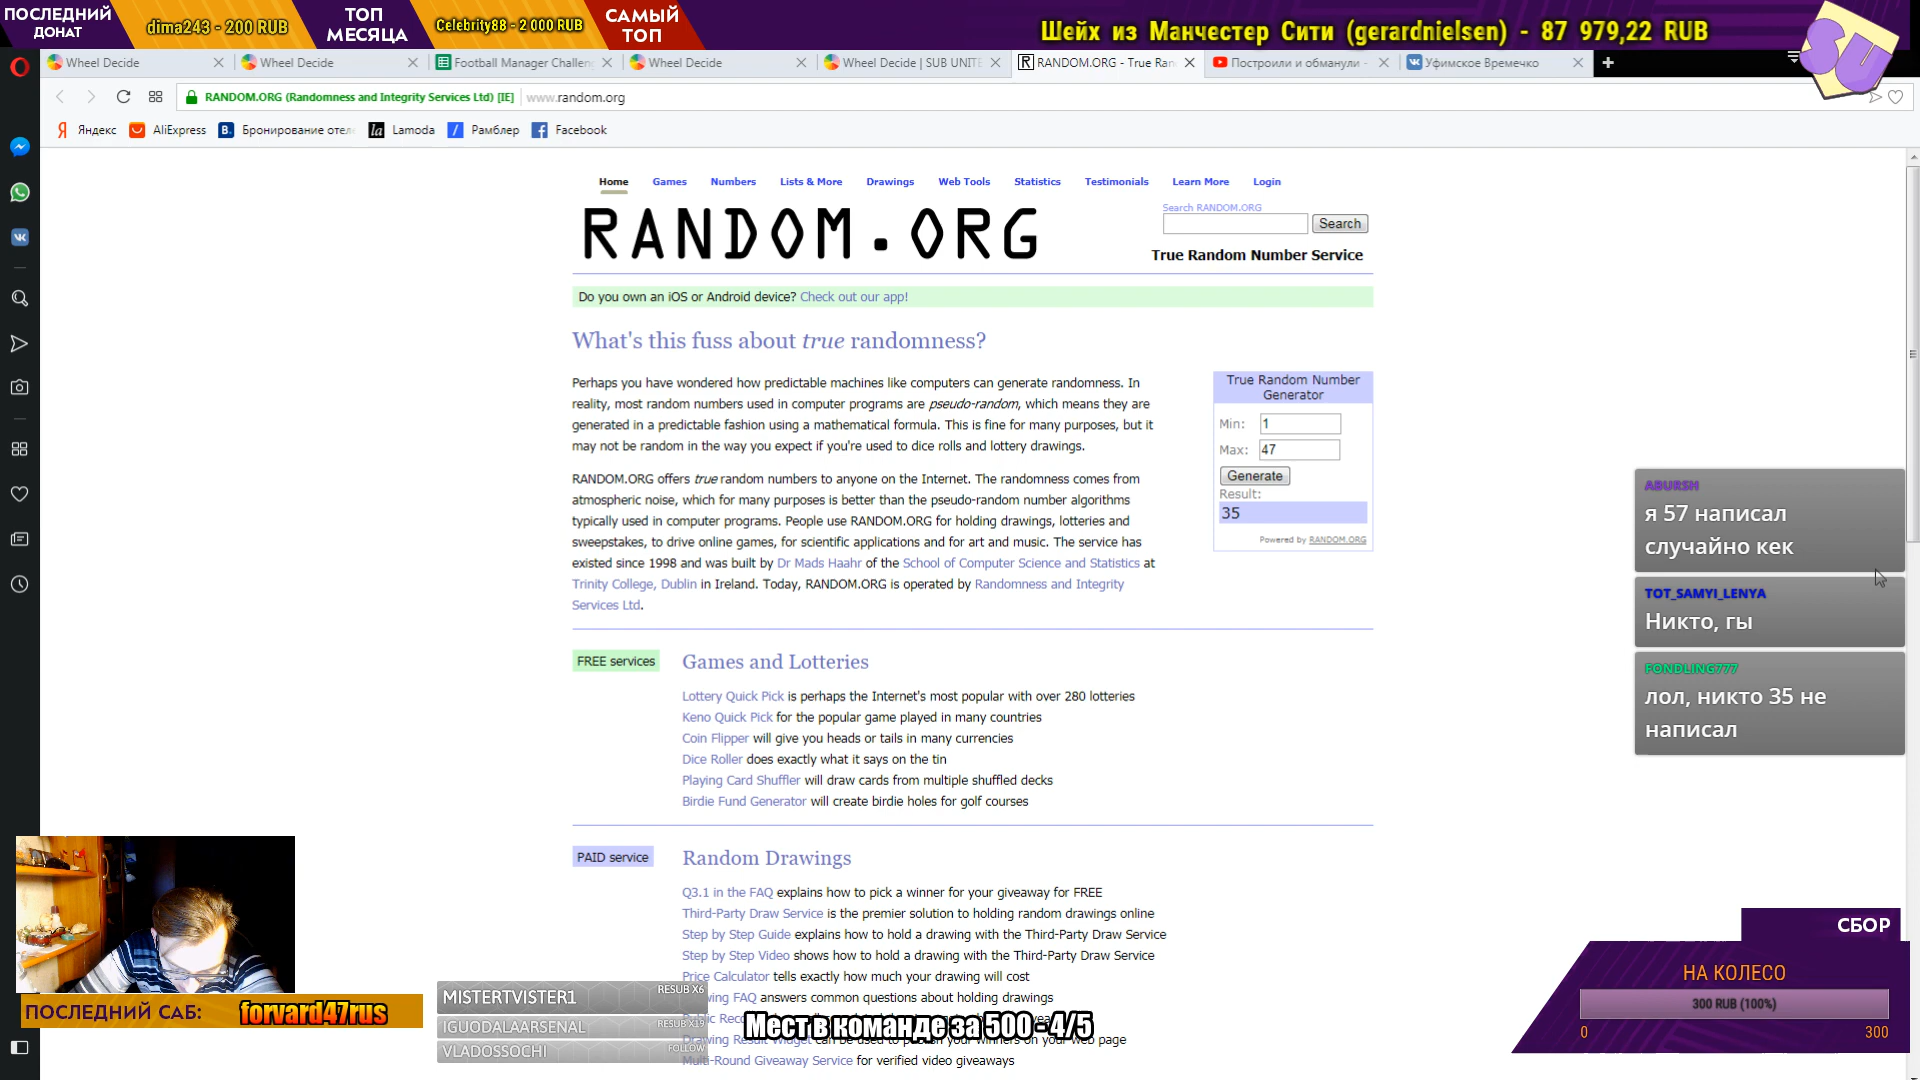 ПОСЛЕДНИЙ ДОНАТ
dima243 - 200 RUB
ТОП МЕСЯЦА
Celebrity88 - 2 000 RUB
САМЫЙ ТОП
Шейх из Манчестер Сити (gerardnielsen) - 87 979,22 RUB
SU
Wheel Decide
Wheel Decide
Football Manager Challen
Wheel Decide
Wheel Decide | SUB UNITE
RANDOM.ORG - True Ran
Построили и обманули -
Уфимское Времечко
RANDOM.ORG (Randomness and Integrity Services Ltd) [IE]
www.random.org
Яндекс
AliExpress
Бронирование отел
Lamoda
Рамблер
Facebook
Home Games Numbers Lists & More Drawings Web Tools Statistics Testimonials Learn More Login
RANDOM.ORG
Search RANDOM.ORG
Search
True Random Number Service
Do you own an iOS or Android device? Check out our app!
What's this fuss about true randomness?
Perhaps you have wondered how predictable machines like computers can generate randomness. In
reality, most random numbers used in computer programs are pseudo-random, which means they are
generated in a predictable fashion using a mathematical formula. This is fine for many purposes, but it
may not be random in the way you expect if you're used to dice rolls and lottery drawings.
RANDOM.ORG offers true random numbers to anyone on the Internet. The randomness comes from
atmospheric noise, which for many purposes is better than the pseudo-random number algorithms
typically used in computer programs. People use RANDOM.ORG for holding drawings, lotteries and
sweepstakes, to drive online games, for scientific applications and for art and music. The service has
existed since 1998 and was built by Dr Mads Haahr of the School of Computer Science and Statistics at
Trinity College, Dublin in Ireland. Today, RANDOM.ORG is operated by Randomness and Integrity
Services Ltd.
True Random Number
Generator
Min: 1
Max: 47
Generate
Result:
35
Powered by RANDOM.ORG
FREE services
Games and Lotteries
Lottery Quick Pick is perhaps the Internet's most popular with over 280 lotteries
Keno Quick Pick for the popular game played in many countries
Coin Flipper will give you heads or tails in many currencies
Dice Roller does exactly what it says on the tin
Playing Card Shuffler will draw cards from multiple shuffled decks
Birdie Fund Generator will create birdie holes for golf courses
PAID service
Random Drawings
Q3.1 in the FAQ explains how to pick a winner for your giveaway for FREE
Third-Party Draw Service is the premier solution to holding random drawings online
Step by Step Guide explains how to hold a drawing with the Third-Party Draw Service
Step by Step Video shows how to hold a drawing with the Third-Party Draw Service
Price Calculator tells exactly how much your drawing will cost
wing FAQ answers common questions about holding drawings
Multi-Round Giveaway Service for verified video giveaways
ABURSH
я 57 написал
случайно кек
TOT_SAMYI_LENYA
Никто, гы
FONDLING777
лол, никто 35 не
написал
ПОСЛЕДНИЙ САБ: forvard47rus
MISTERTVISTER1 RESUB X6
IGUODALAARSENAL RESUB X19
VLADOSSOCHI FOLLOW
Мест в команде за 500 - 4/5
СБОР
НА КОЛЕСО
300 RUB (100%)
0 300